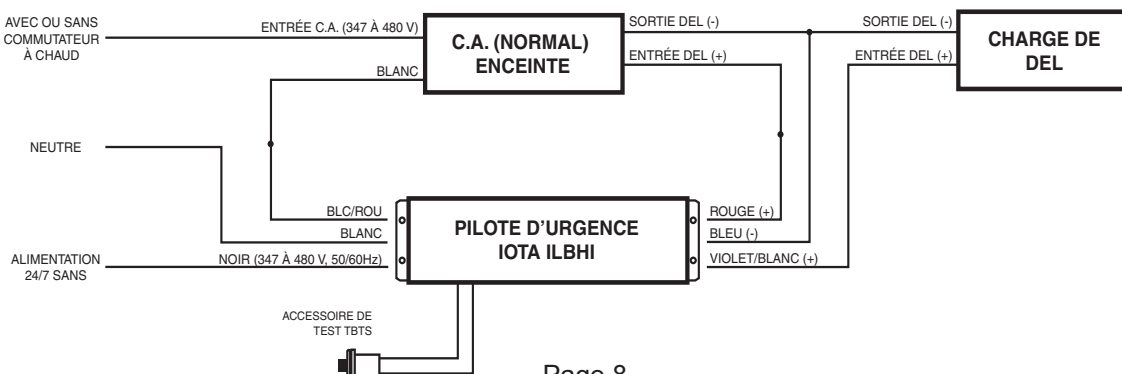 AVEC OU SANS
COMMUTATEUR
À CHAUD
ENTRÉE C.A. (347 À 480 V)
BLANC
C.A. (NORMAL)
ENCEINTE
SORTIE DEL (-)
ENTRÉE DEL (+)
SORTIE DEL (-)
ENTRÉE DEL (+)
CHARGE DE
DEL
NEUTRE
BLC/ROU
BLANC
ALIMENTATION
24/7 SANS
NOIR (347 À 480 V, 50/60Hz)
PILOTE D'URGENCE
IOTA ILBHI
ROUGE (+)
BLEU (-)
VIOLET/BLANC (+)
ACCESSOIRE DE
TEST TBTS
Page 8